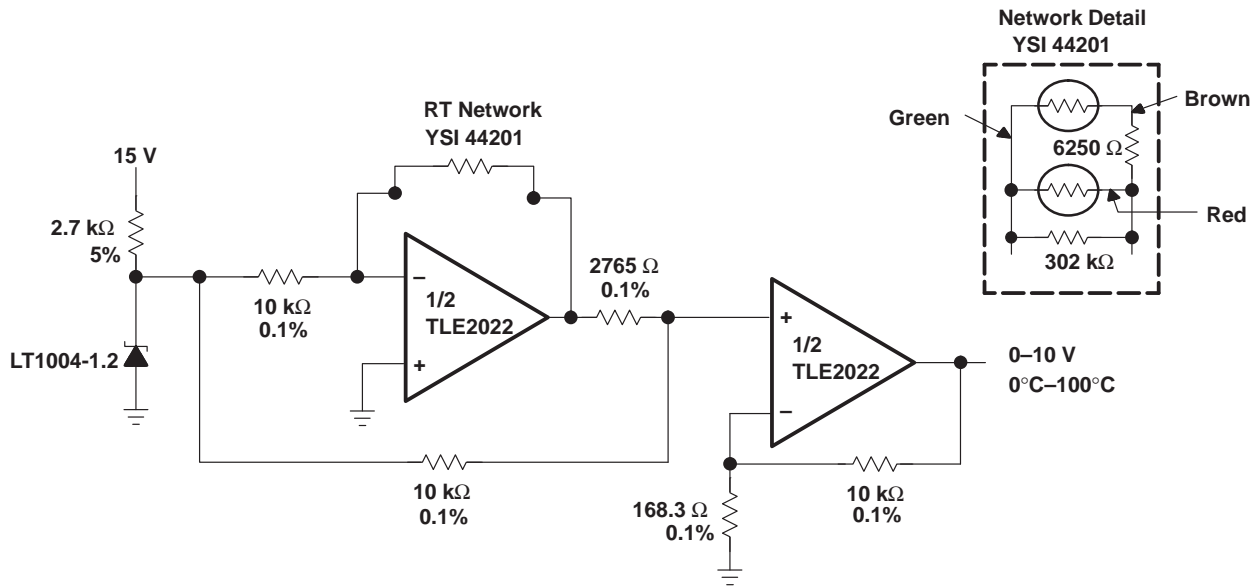 Network Detail
YSI 44201
Green
Brown
6250 Ω
Red
302 kΩ
RT Network
YSI 44201
15 V
2.7 kΩ
5%
10 kΩ
0.1%
LT1004-1.2
−
1/2
TLE2022
+
2765 Ω
0.1%
+
1/2
TLE2022
−
0–10 V
0°C–100°C
10 kΩ
0.1%
168.3 Ω
0.1%
10 kΩ
0.1%